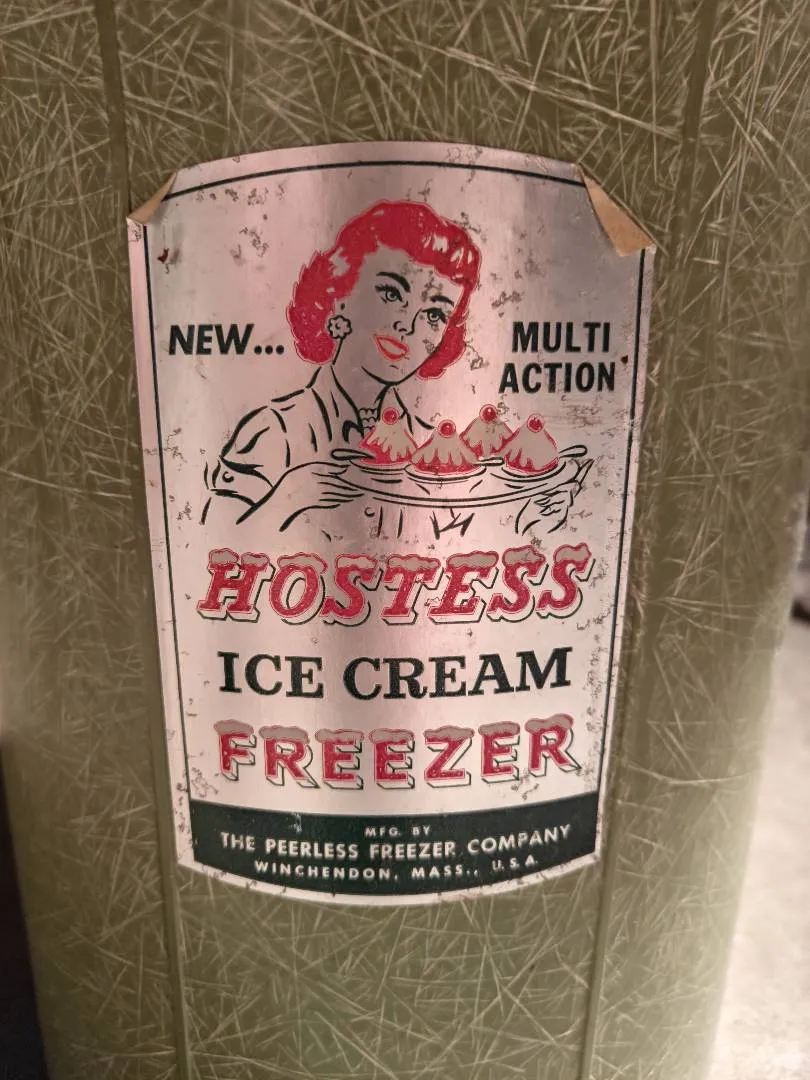 NEW...
MULTI
ACTION
HOSTESS
ICE CREAM
FREEZER
MFG. BY
THE PEERLESS FREEZER COMPANY
WINCHENDON, MASS., U.S.A.